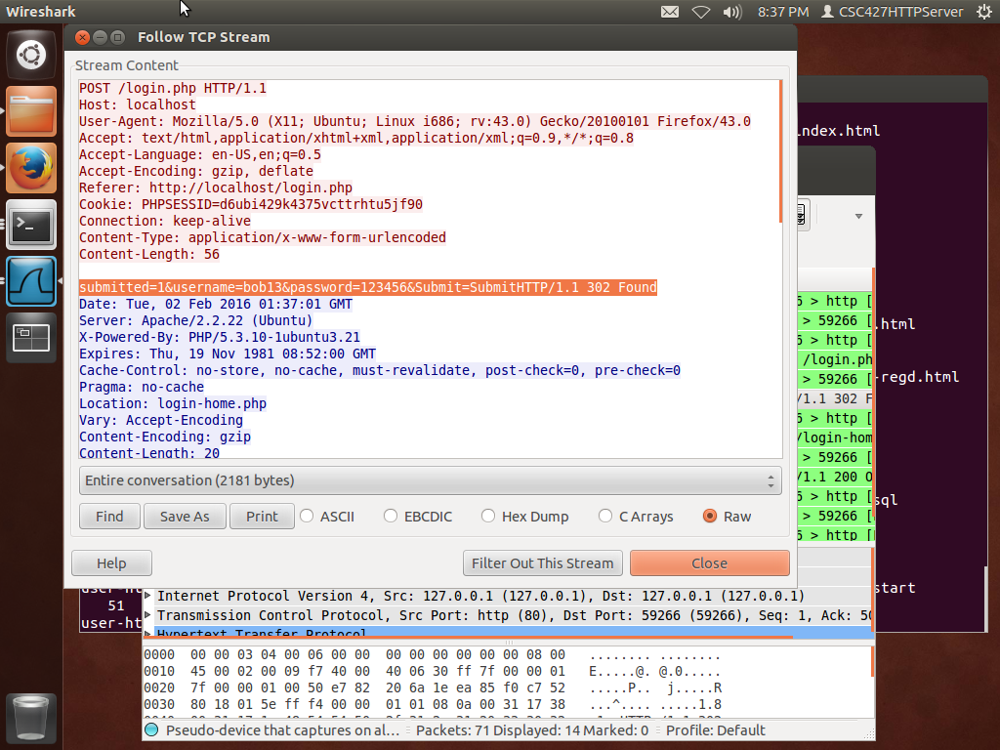 Wireshark
8:37 PM
CSC427HTTPServer
Follow TCP Stream
Stream Content
POST /login.php HTTP/1.1
Host: localhost
User-Agent: Mozilla/5.0 (X11; Ubuntu; Linux i686; rv:43.0) Gecko/20100101 Firefox/43.0
Accept: text/html,application/xhtml+xml,application/xml;q=0.9,*/*;q=0.8
Accept-Language: en-US,en;q=0.5
Accept-Encoding: gzip, deflate
Referer: http://localhost/login.php
Cookie: PHPSESSID=d6ubi429k4375vcttrhtu5jf90
Connection: keep-alive
Content-Type: application/x-www-form-urlencoded
Content-Length: 56
submitted=1&username=bob13&password=123456&Submit=SubmitHTTP/1.1 302 Found
Date: Tue, 02 Feb 2016 01:37:01 GMT
Server: Apache/2.2.22 (Ubuntu)
X-Powered-By: PHP/5.3.10-1ubuntu3.21
Expires: Thu, 19 Nov 1981 08:52:00 GMT
Cache-Control: no-store, no-cache, must-revalidate, post-check=0, pre-check=0
Pragma: no-cache
Location: login-home.php
Vary: Accept-Encoding
Content-Encoding: gzip
Content-Length: 20
Entire conversation (2181 bytes)
Find
Save As
Print
ASCII
EBCDIC
Hex Dump
C Arrays
Raw
Help
Filter Out This Stream
Close
index.html
.html
-regd.html
sql
start
6 > http [
> 59266 [
6 > http [
/login.ph
> 59266 [
/1.1 302 F
6 > http [
/login-hom
> 59266 [
/1.1 200 O
6 > http [
> 59266 [
6 > http [
51
user-ht
Internet Protocol Version 4, Src: 127.0.0.1 (127.0.0.1), Dst: 127.0.0.1 (127.0.0.1)
Transmission Control Protocol, Src Port: http (80), Dst Port: 59266 (59266), Seq: 1, Ack: 50
Hypertext Transfer Protocol
0000 00 00 03 04 00 06 00 00 00 00 00 00 00 00 08 00 ........ ........
0010 45 00 02 00 09 f7 40 00 40 06 30 ff 7f 00 00 01 E.....@. @.0.....
0020 7f 00 00 01 00 50 e7 82 20 6a 1e ea 85 f0 c7 52 .....P.. j.....R
0030 80 18 01 5e ff f4 00 00 01 01 08 0a 00 31 17 38 ...^.... .....1.8
Pseudo-device that captures on al...
Packets: 71 Displayed: 14 Marked: 0
Profile: Default